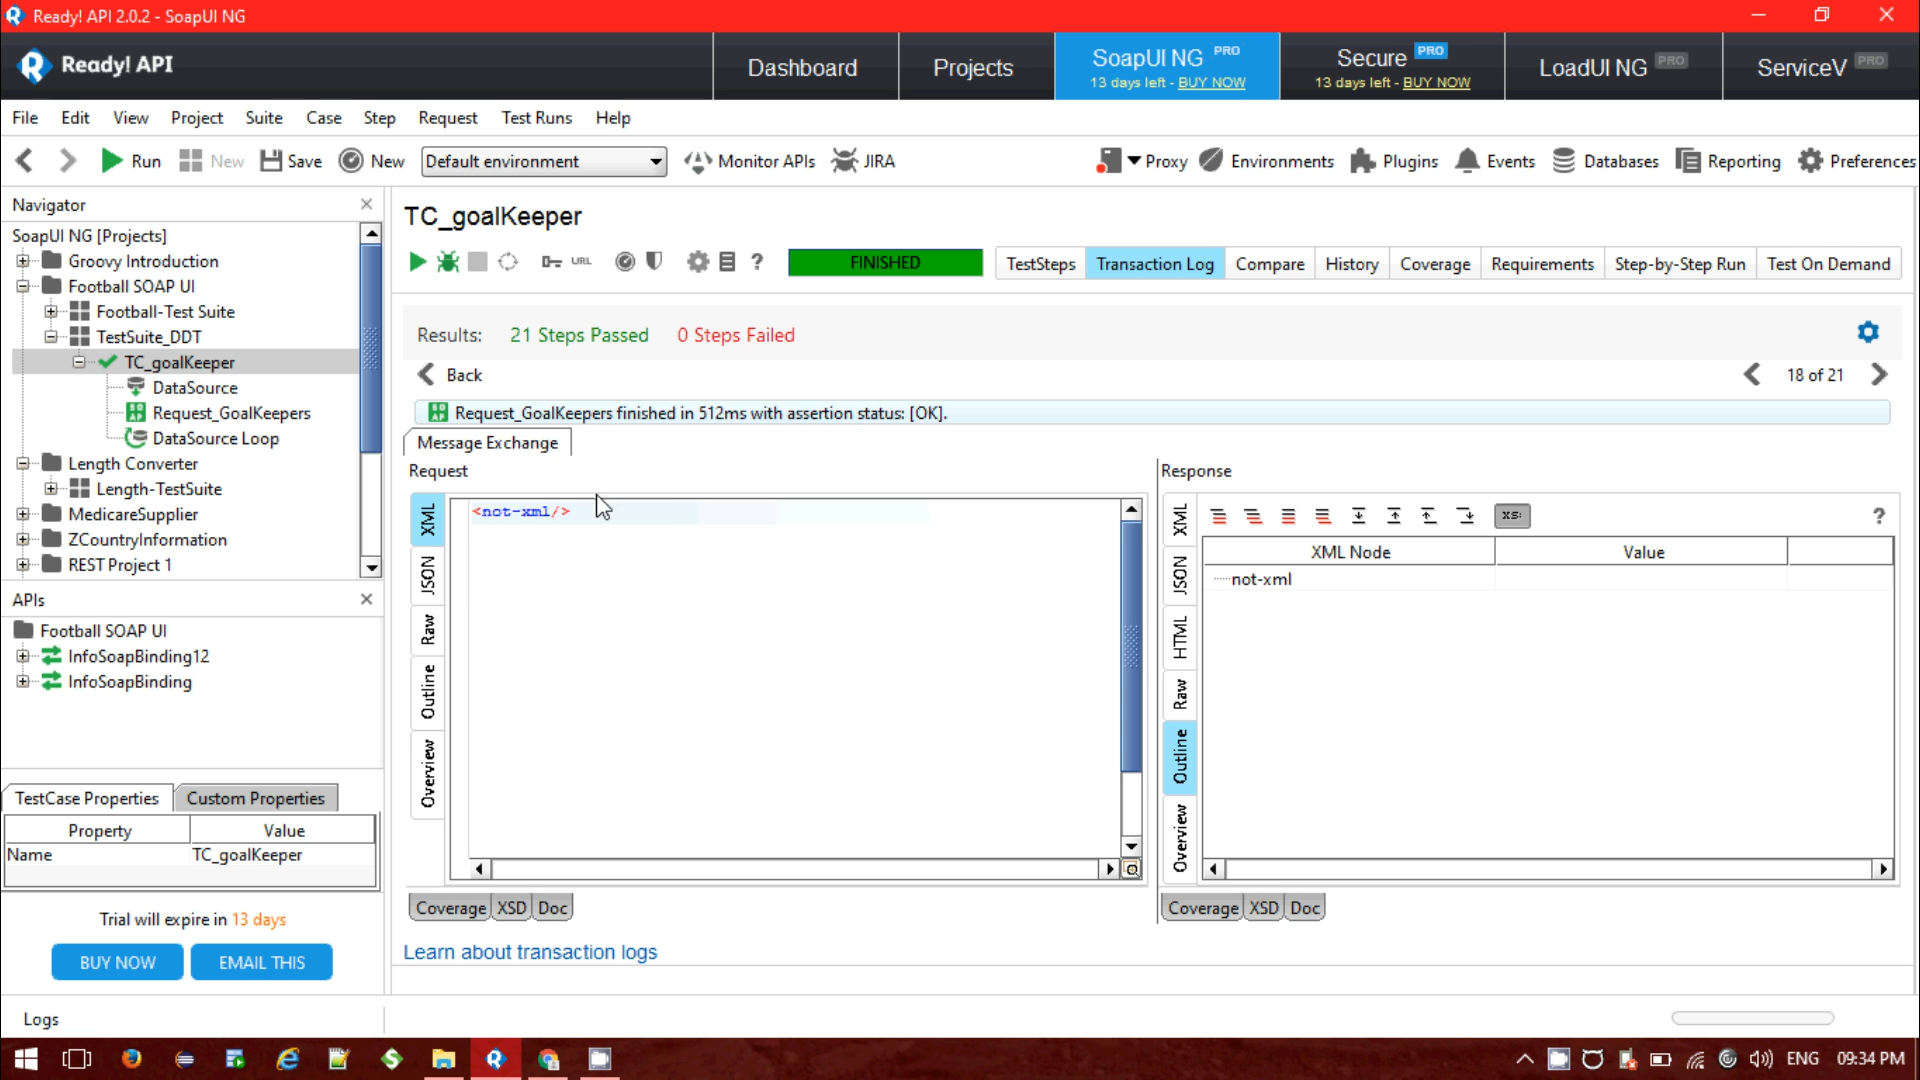 Ready! API 2.0.2 - SoapUI NG
Ready! API
Dashboard
Projects
SoapUI NG PRO
13 days left - BUY NOW
Secure PRO
13 days left - BUY NOW
LoadUI NG PRO
ServiceV PRO
File Edit View Project Suite Case Step Request Test Runs Help
Run New Save New Default environment Monitor APIs JIRA Proxy Environments Plugins Events Databases Reporting Preferences
Navigator
SoapUI NG [Projects]
Groovy Introduction
Football SOAP UI
Football-Test Suite
TestSuite_DDT
TC_goalKeeper
DataSource
Request_GoalKeepers
DataSource Loop
Length Converter
Length-TestSuite
MedicareSupplier
ZCountryInformation
REST Project 1
APIs
Football SOAP UI
InfoSoapBinding12
InfoSoapBinding
TestCase Properties Custom Properties
Property Value
Name TC_goalKeeper
Trial will expire in 13 days
BUY NOW EMAIL THIS
Logs
TC_goalKeeper
URL ? FINISHED TestSteps Transaction Log Compare History Coverage Requirements Step-by-Step Run Test On Demand
Results: 21 Steps Passed 0 Steps Failed
Back 18 of 21
SOAP Request_GoalKeepers finished in 512ms with assertion status: [OK].
Message Exchange
Request
XML
JSON
Raw
Outline
Overview
<not-xml/>
Coverage XSD Doc
Response
XML
JSON
HTML
Raw
Outline
Overview
XS: ?
XML Node Value
not-xml
Coverage XSD Doc
Learn about transaction logs
ENG 09:34 PM